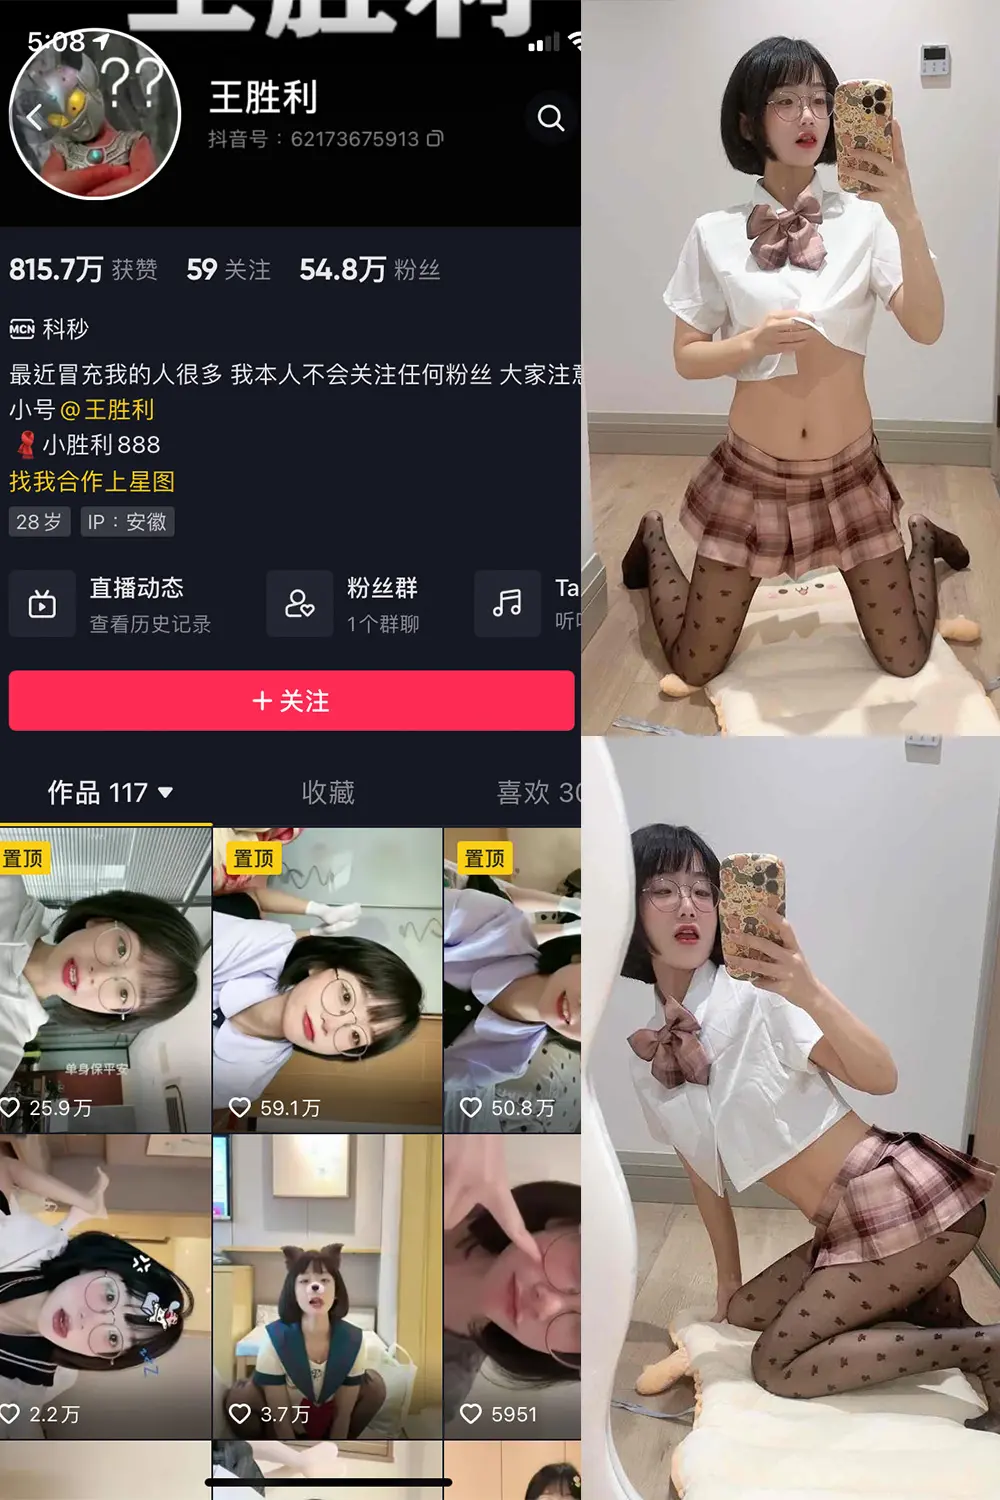 王胜利
5:08
??
王胜利
抖音号：62173675913
815.7万 获赞 59 关注 54.8万 粉丝
MCN 科秒
最近冒充我的人很多 我本人不会关注任何粉丝 大家注意
小号@王胜利
小胜利888
找我合作上星图
28岁 IP：安徽
直播动态
查看历史记录
粉丝群
1个群聊
Ta
听
+ 关注
作品 117
收藏
喜欢 30
置顶
置顶
置顶
单身保平安
25.9万
59.1万
50.8万
zzZ
2.2万
3.7万
5951